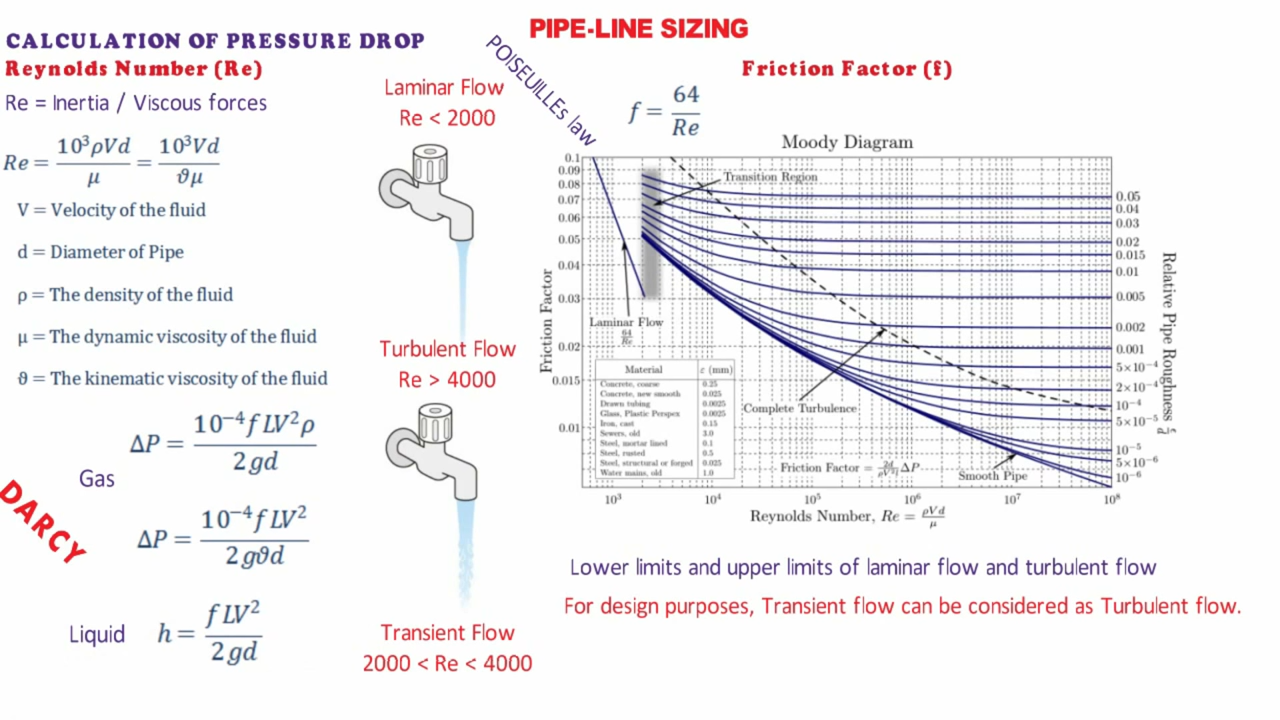 PIPE-LINE SIZING
CALCULATION OF PRESSURE DROP
Reynolds Number (Re)
Re = Inertia / Viscous forces
Re = 10³ρVd / μ = 10³Vd / ϑμ
V = Velocity of the fluid
d = Diameter of Pipe
ρ = The density of the fluid
μ = The dynamic viscosity of the fluid
ϑ = The kinematic viscosity of the fluid
ΔP = 10⁻⁴fLV²ρ / 2gd
Gas
ΔP = 10⁻⁴fLV² / 2gϑd
DARCY
Liquid h = fLV² / 2gd
Laminar Flow
Re < 2000
Turbulent Flow
Re > 4000
Transient Flow
2000 < Re < 4000
POISEUILLEs law
Friction Factor (f)
f = 64 / Re
Moody Diagram
Friction Factor
0.1
0.09
0.08
0.07
0.06
0.05
0.04
0.03
0.02
0.015
0.01
Transition Region
Laminar Flow
64/Re
Complete Turbulence
Smooth Pipe
Material ε (mm)
Concrete, coarse 0.25
Concrete, new smooth 0.025
Drawn tubing 0.0025
Glass, Plastic Perspex 0.0025
Iron, cast 0.15
Sewers, old 3.0
Steel, mortar lined 0.1
Steel, rusted 0.5
Steel, structural or forged 0.025
Water mains, old 1.0
Friction Factor = 2d/ρV²l ΔP
0.05
0.04
0.03
0.02
0.015
0.01
0.005
0.002
0.001
5×10⁻⁴
2×10⁻⁴
10⁻⁴
5×10⁻⁵
10⁻⁵
5×10⁻⁶
10⁻⁶
Relative Pipe Roughness ε/d
10³ 10⁴ 10⁵ 10⁶ 10⁷ 10⁸
Reynolds Number, Re = ρVd/μ
Lower limits and upper limits of laminar flow and turbulent flow
For design purposes, Transient flow can be considered as Turbulent flow.